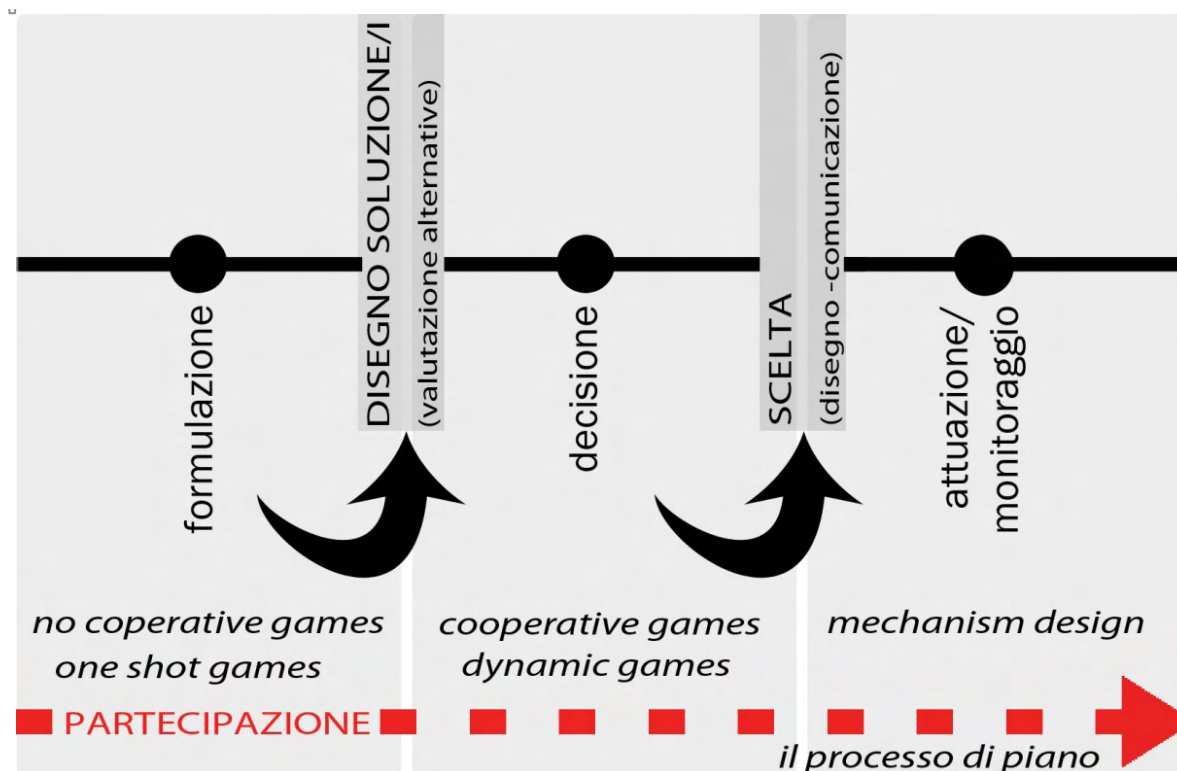 formulazione
DISEGNO SOLUZIONE/I
(valutazione alternative)
decisione
SCELTA
(disegno -comunicazione)
attuazione/
monitoraggio
no coperative games
one shot games
cooperative games
dynamic games
mechanism design
PARTECIPAZIONE
il processo di piano